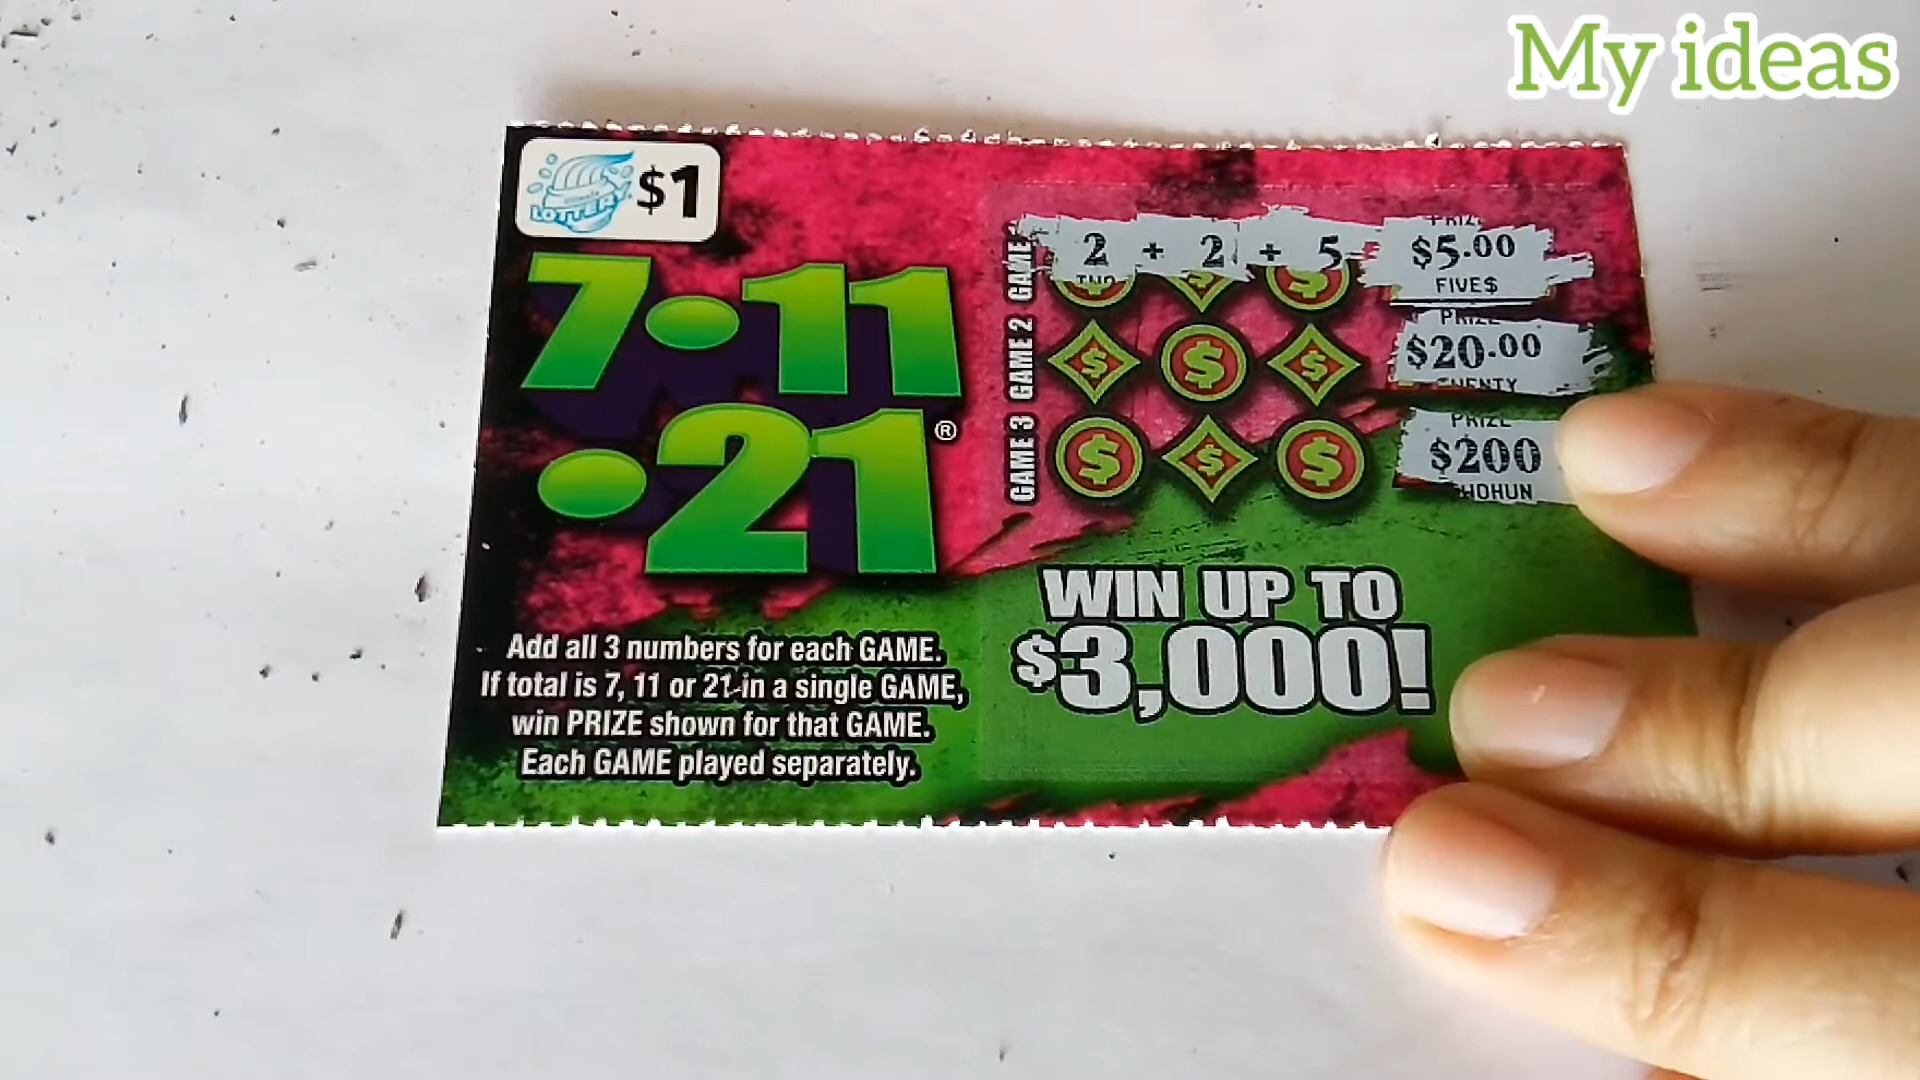 My ideas
LOTTERY
$1
7•11
•21®
GAME
2 + 2 + 5
$5.00
FIVE$
GAME 2
$ $ $
PRIZE
$20.00
GAME 3
$ $ $
PRIZE
$200
Add all 3 numbers for each GAME.
If total is 7, 11 or 21 in a single GAME,
win PRIZE shown for that GAME.
Each GAME played separately.
WIN UP TO
$3,000!